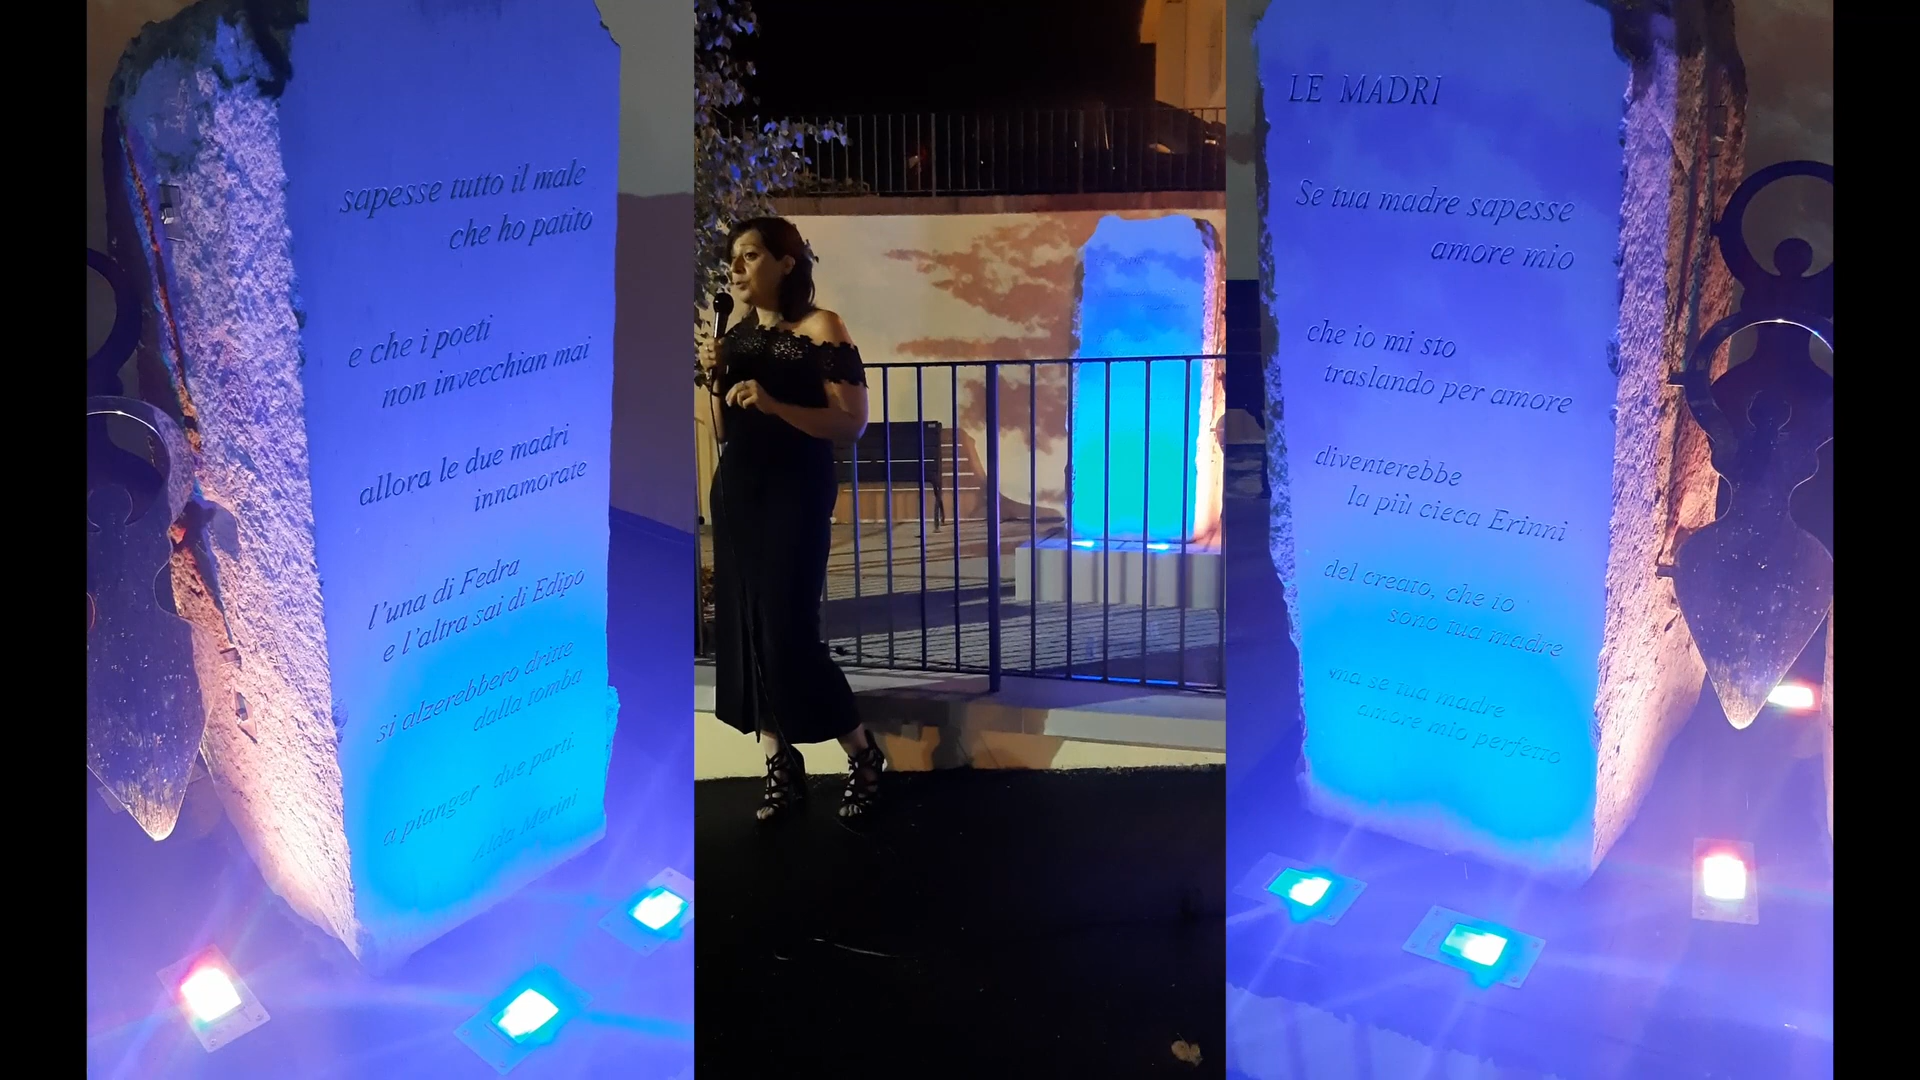 sapesse tutto il male
che ho patito
e che i poeti
non invecchian mai
allora le due madri
innamorate
l'una di Fedra
e l'altra sai di Edipo
si alzerebbero dritte
dalla tomba
a pianger due parti.
Alda Merini
LE MADRI
Se tua madre sapesse
amore mio
che io mi sto
traslando per amore
diventerebbe
la più cieca Erinni
del creato, che io
sono tua madre
ma se tua madre
amore mio perfetto